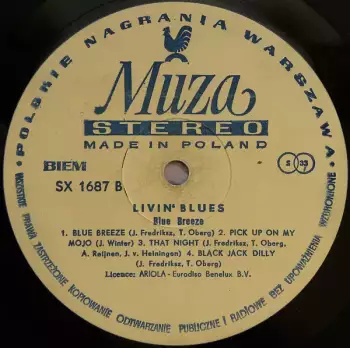 POLSKIE NAGRANIA WARSZAWA
Muza
STEREO
MADE IN POLAND
BIEM
SX 1687 B
S 33
LIVIN' BLUES
Blue Breeze
1. BLUE BREEZE (J. Fredriksz, T. Oberg) 2. PICK UP ON MY
MOJO (J. Winter) 3. THAT NIGHT (J. Fredriksz, T. Oberg,
A. Reijnen, J. v. Heiningen) 4. BLACK JACK DILLY
(J. Fredriksz, T. Oberg)
Licence: ARIOLA - Eurodisc Benelux B.V.
WSZYSTKIE PRAWA ZASTRZEŻONE KOPIOWANIE ODTWARZANIE PUBLICZNE I RADIOWE BEZ UPOWAŻNIENIA WZBRONIONE